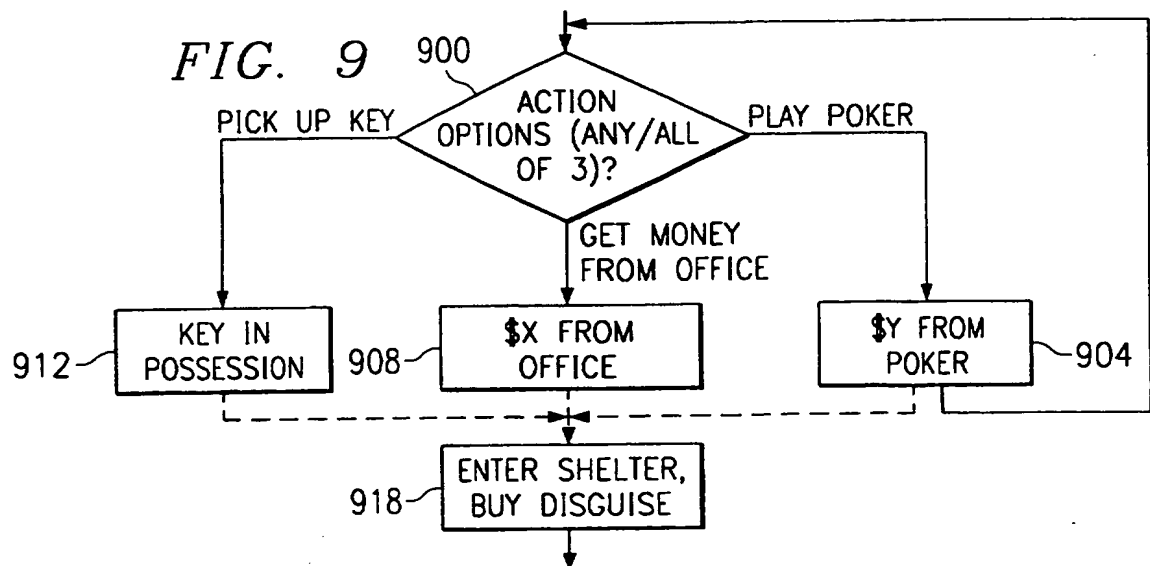 FIG. 9
900
ACTION
OPTIONS (ANY/ALL
OF 3)?
PICK UP KEY
PLAY POKER
GET MONEY
FROM OFFICE
KEY IN
POSSESSION
912
$X FROM
OFFICE
908
$Y FROM
POKER
904
ENTER SHELTER,
BUY DISGUISE
918